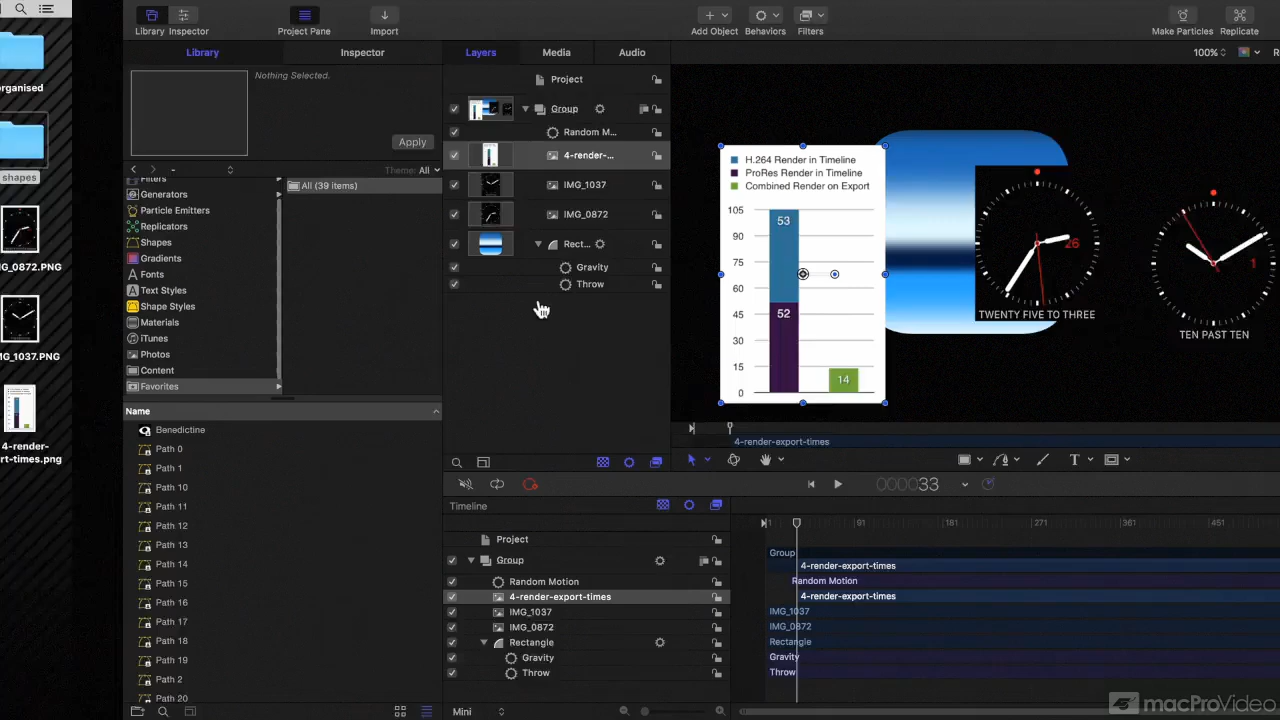 Library
Inspector
Project Pane
Import
Add Object
Behaviors
Filters
Make Particles
Replicate
Library
Inspector
Layers
Media
Audio
100%
R
Nothing Selected.
Apply
Theme: All
Filters
Generators
Particle Emitters
Replicators
Shapes
Gradients
Fonts
Text Styles
Shape Styles
Materials
iTunes
Photos
Content
Favorites
All (39 items)
Name
Benedictine
Path 0
Path 1
Path 10
Path 11
Path 12
Path 13
Path 14
Path 15
Path 16
Path 17
Path 18
Path 19
Path 2
Path 20
rganised
shapes
G_0872.PNG
G_1037.PNG
4-render-
rt-times.png
Project
Group
Random M...
4-render-...
IMG_1037
IMG_0872
Rect...
Gravity
Throw
H.264 Render in Timeline
ProRes Render in Timeline
Combined Render on Export
105
90
75
60
45
30
15
0
53
52
14
26
TWENTY FIVE TO THREE
1
TEN PAST TEN
4-render-export-times
T
000033
Timeline
1
61
181
271
361
451
Project
Group
Random Motion
4-render-export-times
IMG_1037
IMG_0872
Rectangle
Gravity
Throw
Group
4-render-export-times
Random Motion
4-render-export-times
IMG_1037
IMG_0872
Rectangle
Gravity
Throw
Mini
macProVideo